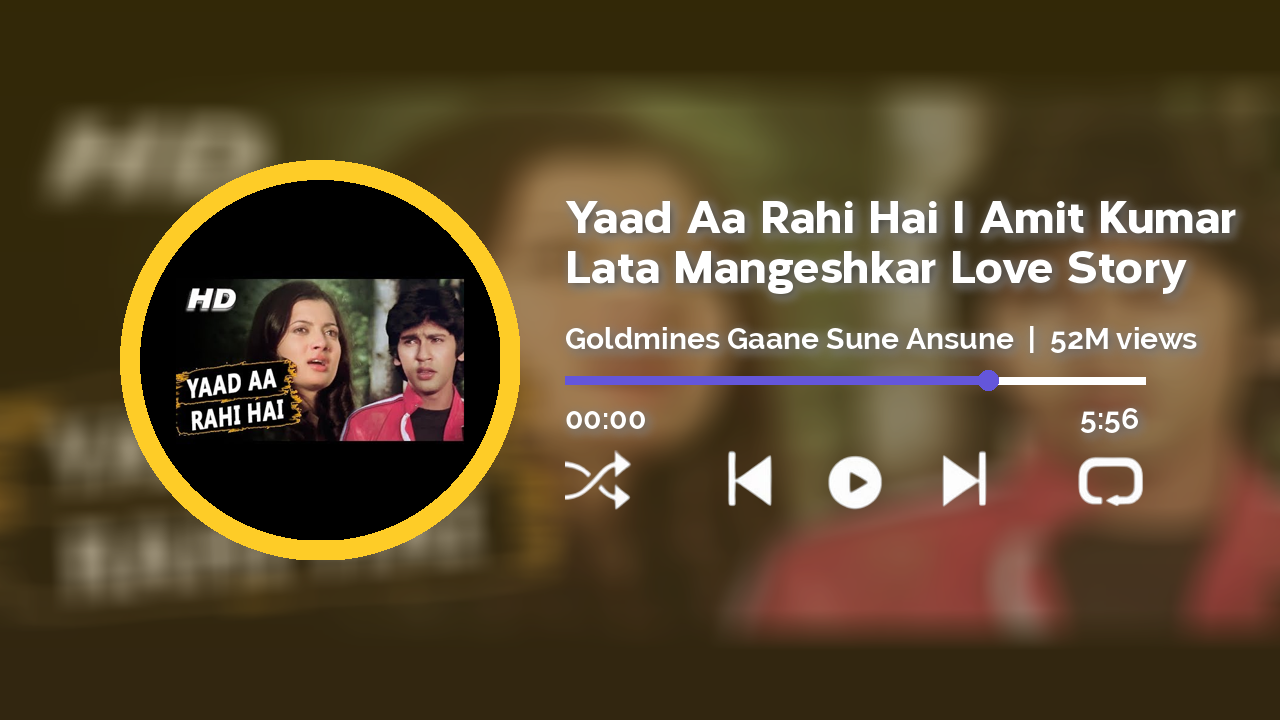 HD
YAAD AA
RAHI HAI
Yaad Aa Rahi Hai I Amit Kumar
Lata Mangeshkar Love Story
Goldmines Gaane Sune Ansune | 52M views
00:00
5:56